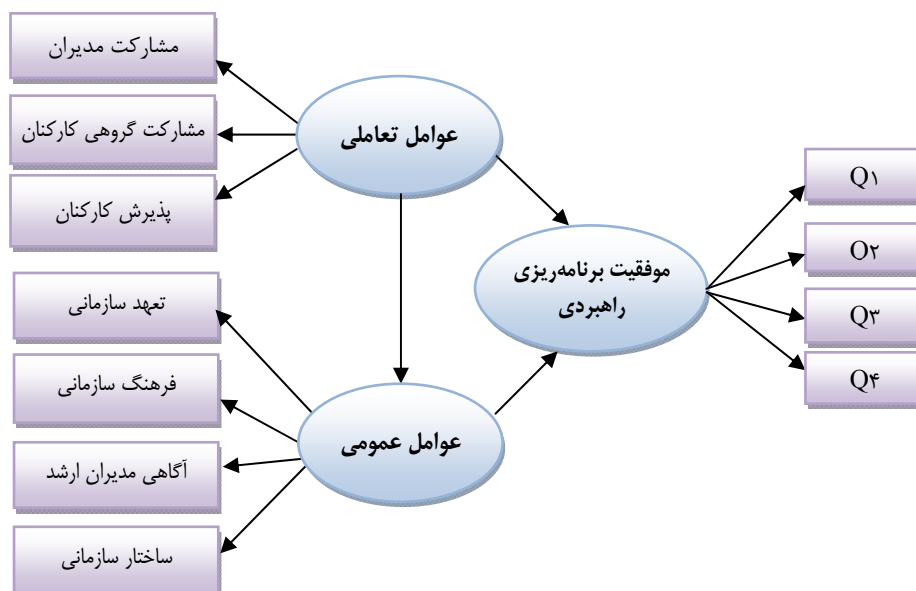 مشارکت مدیران
مشارکت گروهی کارکنان
پذیرش کارکنان
تعهد سازمانی
فرهنگ سازمانی
آگاهی مدیران ارشد
ساختار سازمانی
عوامل تعاملی
عوامل عمومی
موفقیت برنامه‌ریزی
راهبردی
Q۱
Q۲
Q۳
Q۴